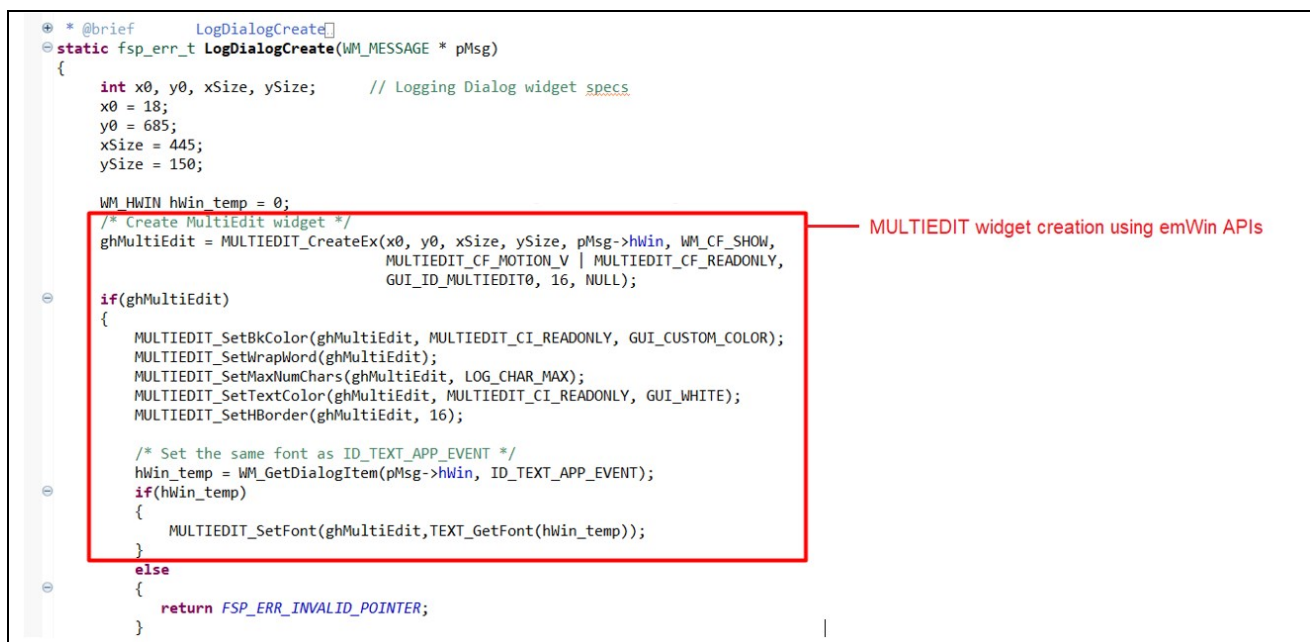 * @brief LogDialogCreate
static fsp_err_t LogDialogCreate(WM_MESSAGE * pMsg)
{
int x0, y0, xSize, ySize; // Logging Dialog widget specs
x0 = 18;
y0 = 685;
xSize = 445;
ySize = 150;
WM_HWIN hWin_temp = 0;
/* Create MultiEdit widget */
ghMultiEdit = MULTIEDIT_CreateEx(x0, y0, xSize, ySize, pMsg->hWin, WM_CF_SHOW,
MULTIEDIT_CF_MOTION_V | MULTIEDIT_CF_READONLY,
GUI_ID_MULTIEDIT0, 16, NULL);
if(ghMultiEdit)
{
MULTIEDIT_SetBkColor(ghMultiEdit, MULTIEDIT_CI_READONLY, GUI_CUSTOM_COLOR);
MULTIEDIT_SetWrapWord(ghMultiEdit);
MULTIEDIT_SetMaxNumChars(ghMultiEdit, LOG_CHAR_MAX);
MULTIEDIT_SetTextColor(ghMultiEdit, MULTIEDIT_CI_READONLY, GUI_WHITE);
MULTIEDIT_SetHBorder(ghMultiEdit, 16);
/* Set the same font as ID_TEXT_APP_EVENT */
hWin_temp = WM_GetDialogItem(pMsg->hWin, ID_TEXT_APP_EVENT);
if(hWin_temp)
{
MULTIEDIT_SetFont(ghMultiEdit,TEXT_GetFont(hWin_temp));
}
else
{
return FSP_ERR_INVALID_POINTER;
}
MULTIEDIT widget creation using emWin APIs